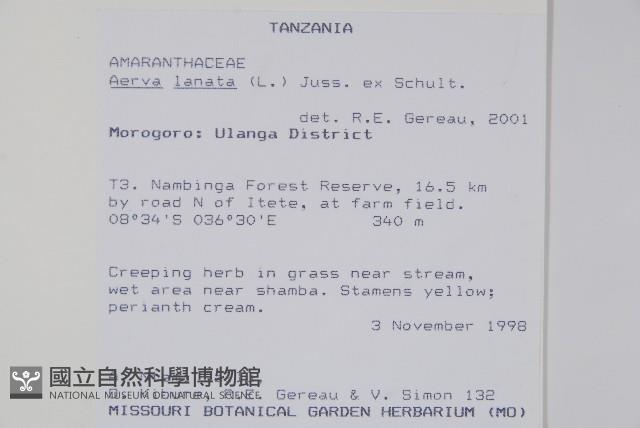 TANZANIA
AMARANTHACEAE
Aerva lanata (L.) Juss. ex Schult.
det. R.E. Gereau, 2001
Morogoro: Ulanga District
T3. Nambinga Forest Reserve, 16.5 km
by road N of Itete, at farm field.
08°34'S 036°30'E 340 m
Creeping herb in grass near stream,
wet area near shamba. Stamens yellow;
perianth cream.
3 November 1998
國立自然科學博物館
NATIONAL MUSEUM OF NATURAL SCIENCE
R.E. Gereau & V. Simon 132
MISSOURI BOTANICAL GARDEN HERBARIUM (MO)